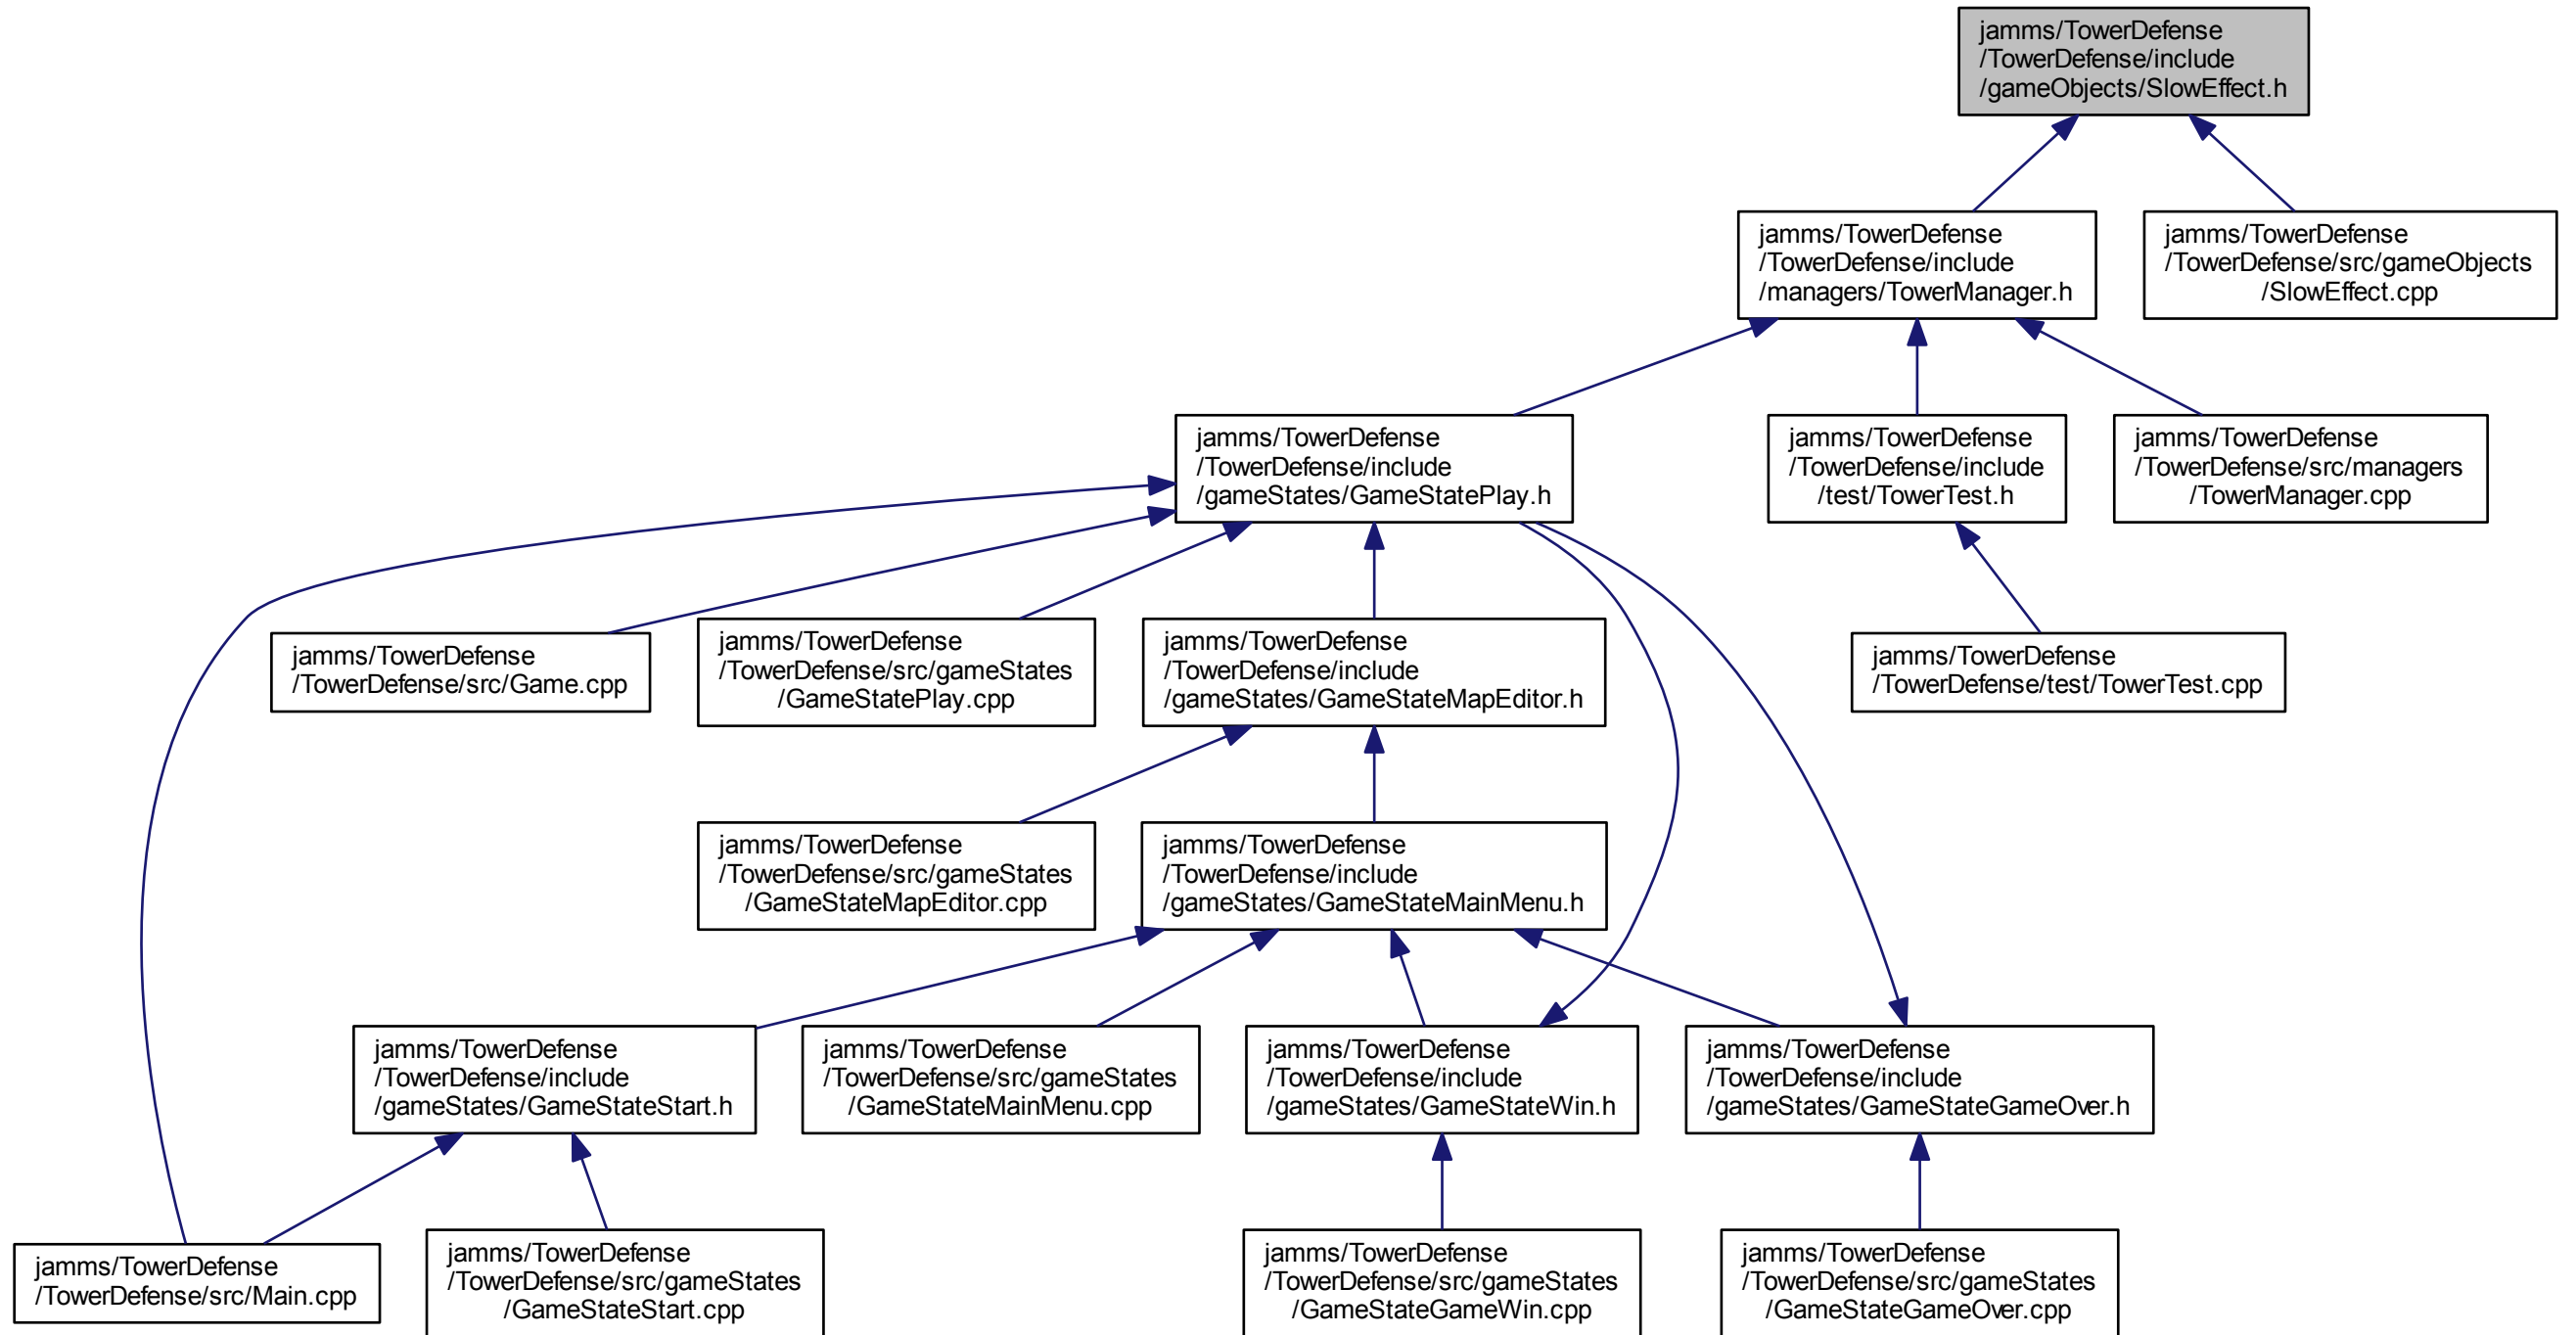 jamms/TowerDefense
/TowerDefense/include
/gameObjects/SlowEffect.h
jamms/TowerDefense
/TowerDefense/include
/managers/TowerManager.h
jamms/TowerDefense
/TowerDefense/src/gameObjects
/SlowEffect.cpp
jamms/TowerDefense
/TowerDefense/include
/gameStates/GameStatePlay.h
jamms/TowerDefense
/TowerDefense/include
/test/TowerTest.h
jamms/TowerDefense
/TowerDefense/src/managers
/TowerManager.cpp
jamms/TowerDefense
/TowerDefense/src/Game.cpp
jamms/TowerDefense
/TowerDefense/src/gameStates
/GameStatePlay.cpp
jamms/TowerDefense
/TowerDefense/include
/gameStates/GameStateMapEditor.h
jamms/TowerDefense
/TowerDefense/test/TowerTest.cpp
jamms/TowerDefense
/TowerDefense/src/gameStates
/GameStateMapEditor.cpp
jamms/TowerDefense
/TowerDefense/include
/gameStates/GameStateMainMenu.h
jamms/TowerDefense
/TowerDefense/include
/gameStates/GameStateStart.h
jamms/TowerDefense
/TowerDefense/src/gameStates
/GameStateMainMenu.cpp
jamms/TowerDefense
/TowerDefense/include
/gameStates/GameStateWin.h
jamms/TowerDefense
/TowerDefense/include
/gameStates/GameStateGameOver.h
jamms/TowerDefense
/TowerDefense/src/Main.cpp
jamms/TowerDefense
/TowerDefense/src/gameStates
/GameStateStart.cpp
jamms/TowerDefense
/TowerDefense/src/gameStates
/GameStateGameWin.cpp
jamms/TowerDefense
/TowerDefense/src/gameStates
/GameStateGameOver.cpp